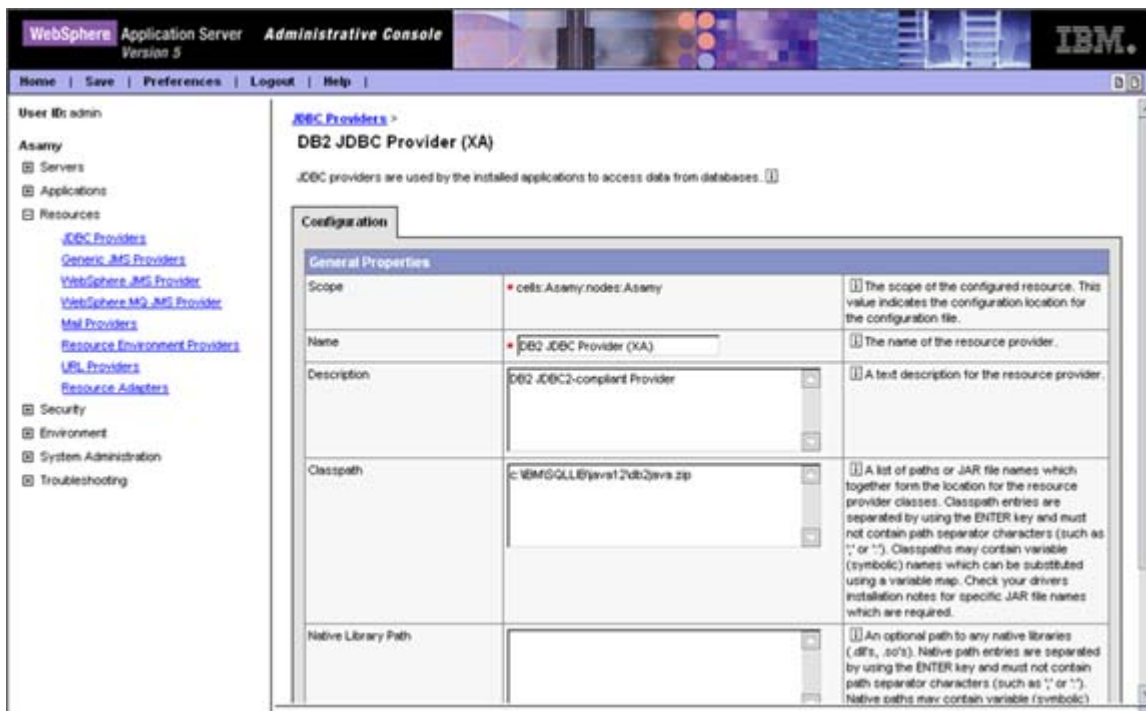 WebSphere Application Server Administrative Console
Version 5
IBM.
Home | Save | Preferences | Logout | Help |
User ID: admin
Asamy
Servers
Applications
Resources
JDBC Providers
Generic JMS Providers
WebSphere JMS Provider
WebSphere MQ JMS Provider
Mail Providers
Resource Environment Providers
URL Providers
Resource Adapters
Security
Environment
System Administration
Troubleshooting
JDBC Providers >
DB2 JDBC Provider (XA)
JDBC providers are used by the installed applications to access data from databases. i
Configuration
General Properties
Scope
* cells:Asamy:nodes:Asamy
i The scope of the configured resource. This
value indicates the configuration location for
the configuration file.
Name
* DB2 JDBC Provider (XA)
i The name of the resource provider.
Description
DB2 JDBC2-compliant Provider
i A text description for the resource provider.
Classpath
c:\IBM\SQLLIB\java12\db2java.zip
i A list of paths or JAR file names which
together form the location for the resource
provider classes. Classpath entries are
separated by using the ENTER key and must
not contain path separator characters (such as
';' or ':'). Classpaths may contain variable
(symbolic) names which can be substituted
using a variable map. Check your drivers
installation notes for specific JAR file names
which are required.
Native Library Path
i An optional path to any native libraries
(.dll's, .so's). Native path entries are separated
by using the ENTER key and must not contain
path separator characters (such as ';' or ':').
Native paths may contain variable (symbolic)